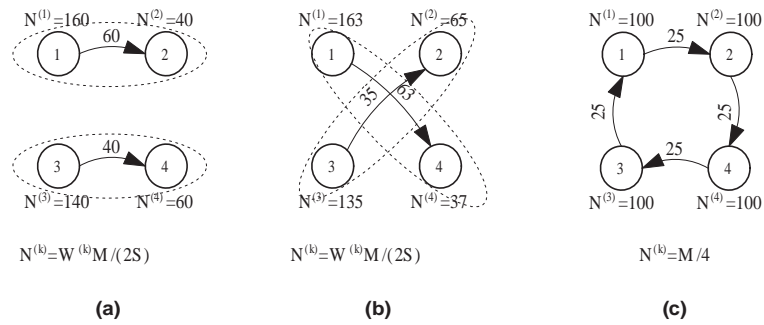 N(1)=160 N(2)=40
60
1 2
40
3 4
N(3)=140 N(4)=60
N(k)=W(k)M/(2S)
(a)
N(1)=163 N(2)=65
1 2
35 63
3 4
N(3)=135 N(4)=37
N(k)=W(k)M/(2S)
(b)
N(1)=100 N(2)=100
25
1 2
25 25
25
3 4
N(3)=100 N(4)=100
N(k)=M/4
(c)